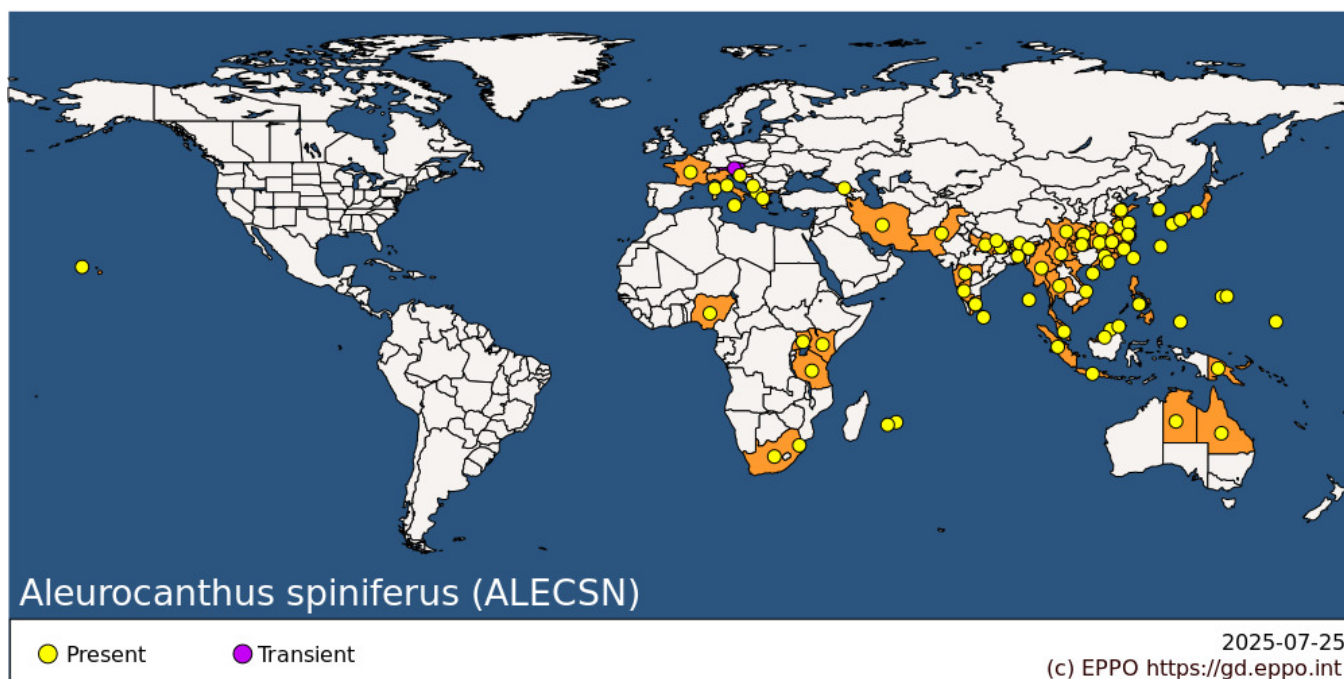 Aleurocanthus spiniferus (ALECSN)
Present
Transient
2025-07-25
(c) EPPO https://gd.eppo.int